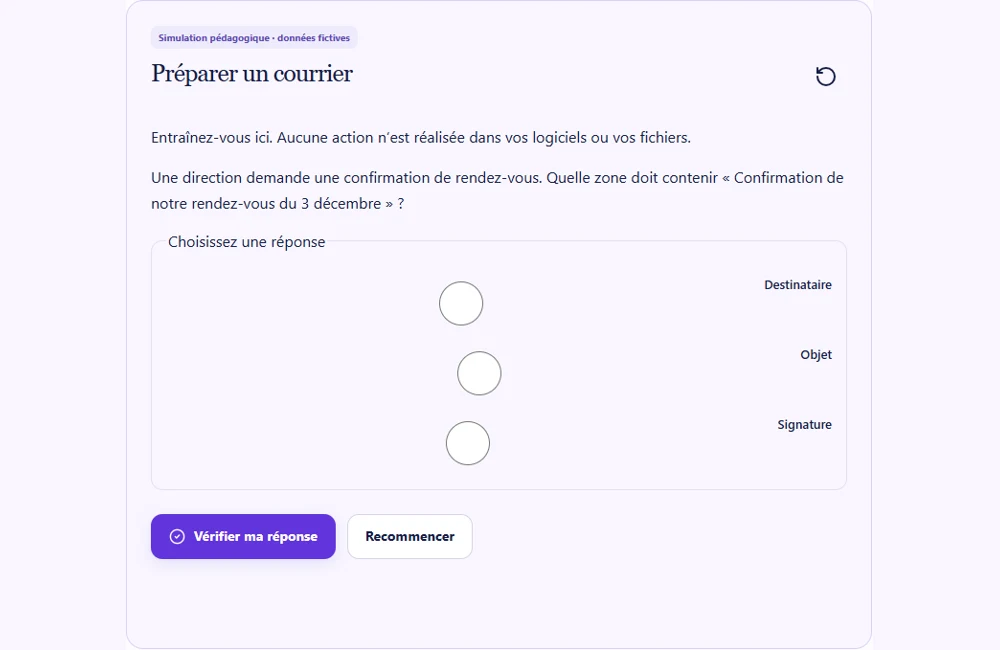 Simulation pédagogique • données fictives
Préparer un courrier
Entraînez-vous ici. Aucune action n’est réalisée dans vos logiciels ou vos fichiers.
Une direction demande une confirmation de rendez-vous. Quelle zone doit contenir « Confirmation de
notre rendez-vous du 3 décembre » ?
Choisissez une réponse
Destinataire
Objet
Signature
Vérifier ma réponse
Recommencer